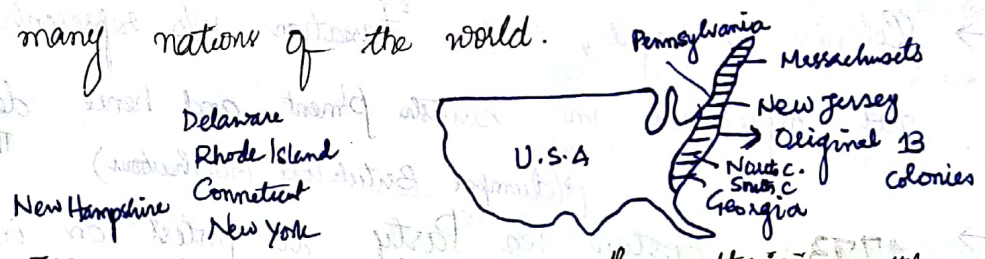 many nations of the world.
Pennsylvania
Massachusets
New Jersey
Original 13
colonies
North C.
South C
Georgia
U.S.A
Delaware
Rhode Island
Conneticut
New Hampshire
New York